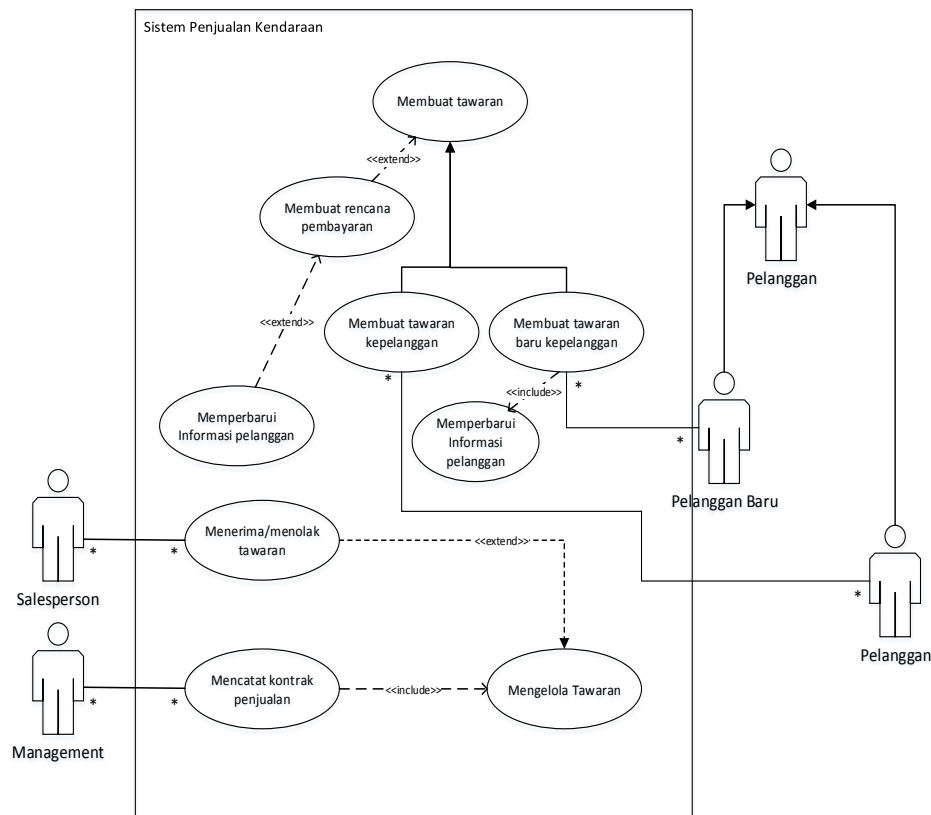 Sistem Penjualan Kendaraan
Membuat tawaran
<<extend>>
Membuat rencana
pembayaran
Pelanggan
<<extend>>
Membuat tawaran
kepelanggan
Membuat tawaran
baru kepelanggan
*
*
<<include>>
Memperbarui
Informasi pelanggan
Memperbarui
Informasi
pelanggan
*
Pelanggan Baru
Menerima/menolak
tawaran
<<extend>>
*
*
Salesperson
*
Pelanggan
Mencatat kontrak
penjualan
<<include>>
Mengelola Tawaran
*
*
Management